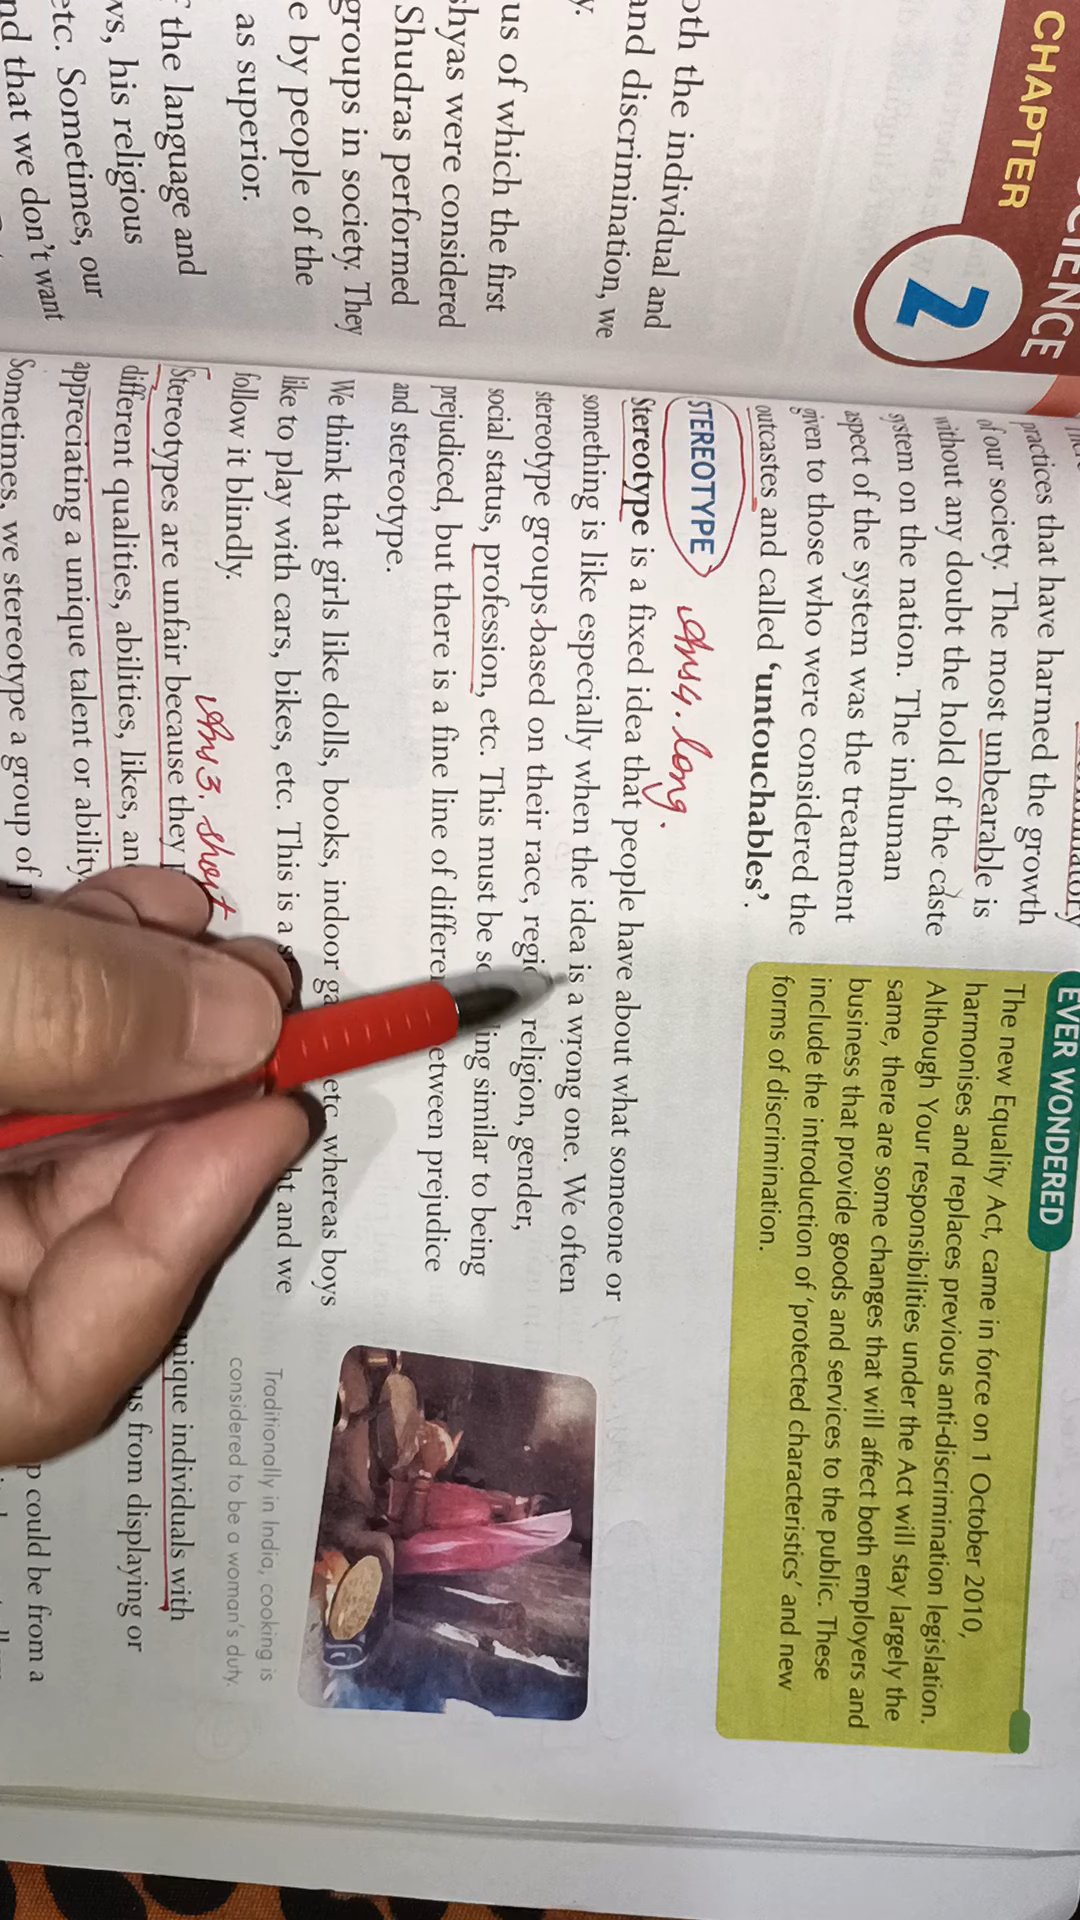 CIENCE
CHAPTER
2
oth the individual and
and discrimination, we
y.
us of which the first
shyas were considered
Shudras performed
groups in society. They
e by people of the
as superior.
f the language and
ws, his religious
etc. Sometimes, our
nd that we don't want
practices that have harmed the growth
of our society. The most unbearable is
without any doubt the hold of the caste
system on the nation. The inhuman
aspect of the system was the treatment
given to those who were considered the
outcastes and called 'untouchables'.
EVER WONDERED
The new Equality Act, came in force on 1 October 2010,
harmonises and replaces previous anti-discrimination legislation.
Although Your responsibilities under the Act will stay largely the
same, there are some changes that will affect both employers and
business that provide goods and services to the public. These
include the introduction of 'protected characteristics' and new
forms of discrimination.
STEREOTYPE Ans 4. long.
Stereotype is a fixed idea that people have about what someone or
something is like especially when the idea is a wrong one. We often
stereotype groups based on their race, religion, gender,
social status, profession, etc. This must be ling similar to being
prejudiced, but there is a fine line of between prejudice
and stereotype.
We think that girls like dolls, books, indoor etc. whereas boys
like to play with cars, bikes, etc. This is a and we
follow it blindly.
Ans 3. short
Stereotypes are unfair because they unique individuals with
different qualities, abilities, likes, us from displaying or
appreciating a unique talent or ability
Sometimes, we stereotype a group of could be from a
Traditionally in India, cooking is
considered to be a woman's duty.